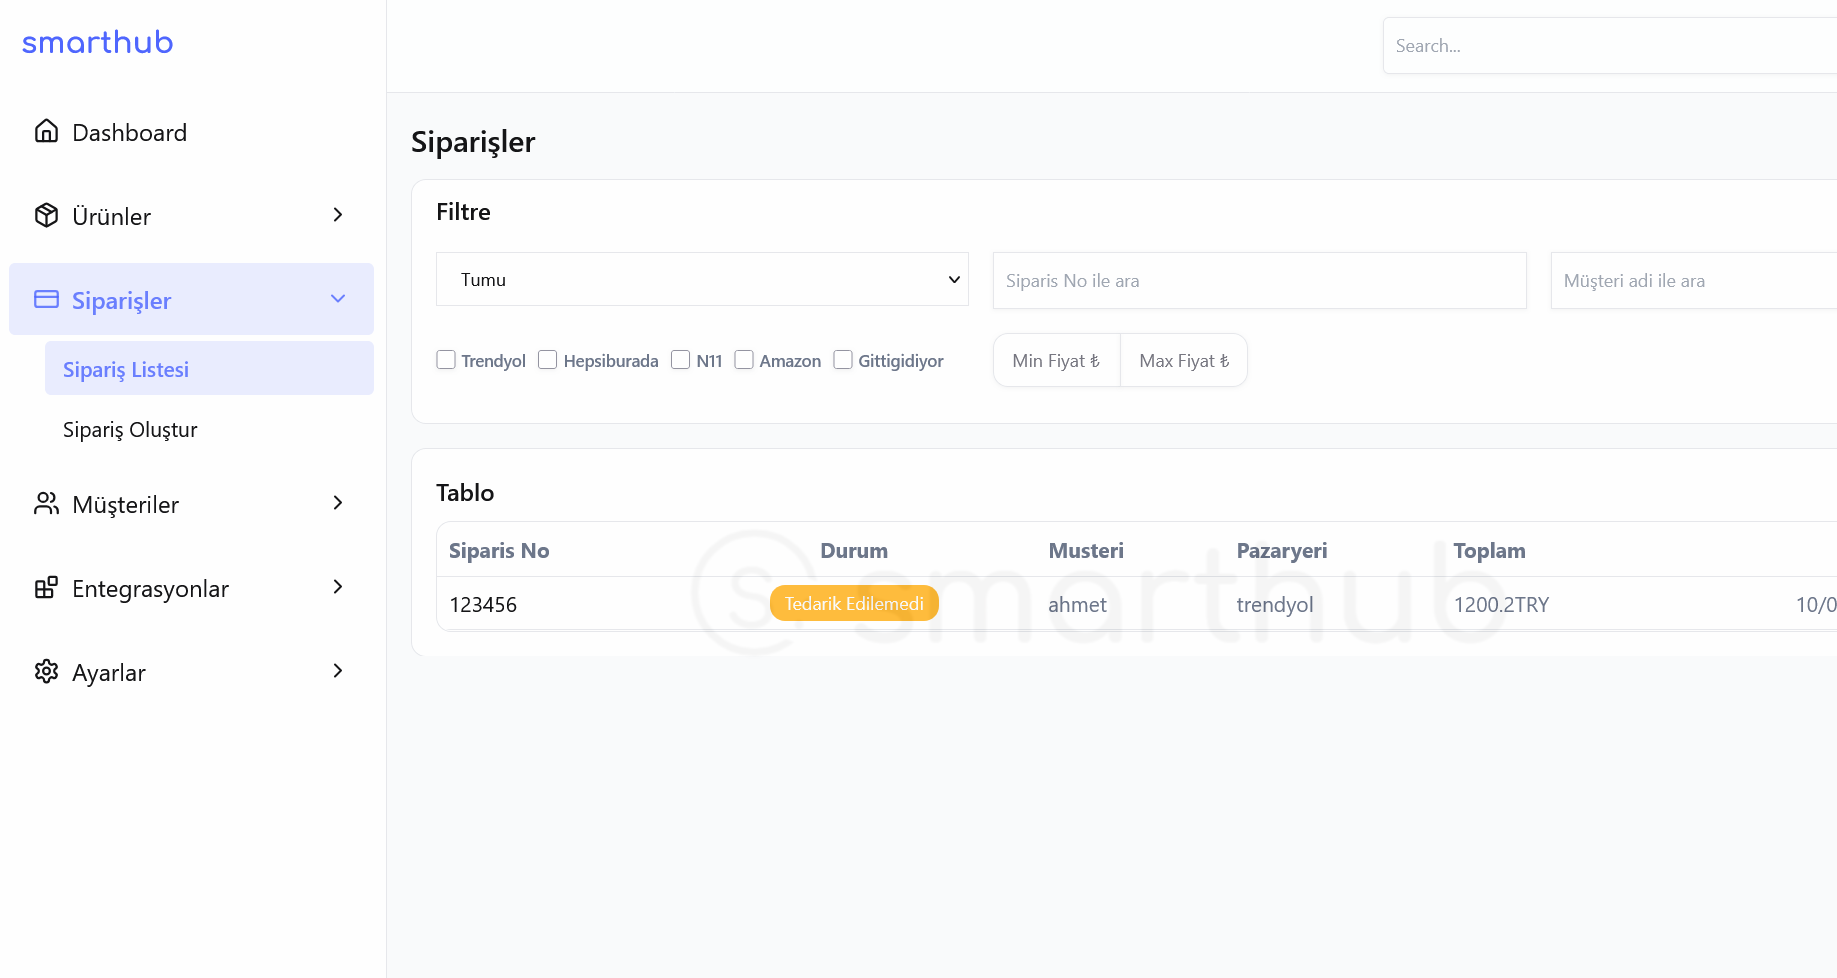 smarthub
Search...
Dashboard
Ürünler
Siparişler
Sipariş Listesi
Sipariş Oluştur
Müşteriler
Entegrasyonlar
Ayarlar
Siparişler
Filtre
Tumu
Siparis No ile ara
Müşteri adi ile ara
Trendyol Hepsiburada N11 Amazon Gittigidiyor
Min Fiyat ₺ Max Fiyat ₺
Tablo
Siparis No Durum Musteri Pazaryeri Toplam
123456 Tedarik Edilemedi ahmet trendyol 1200.2TRY 10/0
smarthub